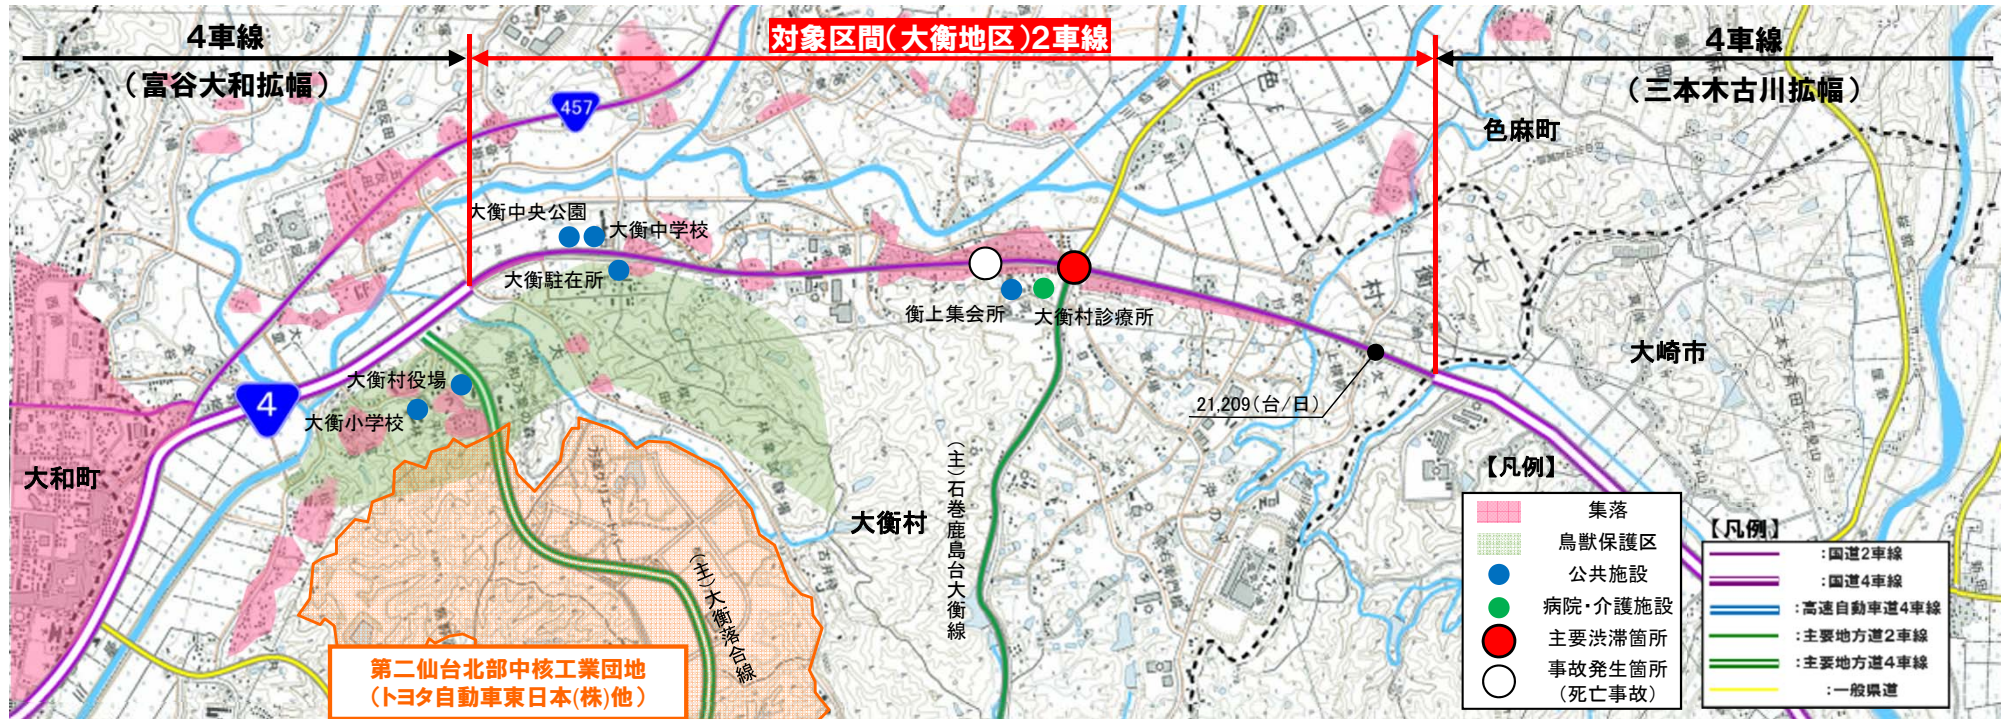 4車線
(富谷大和拡幅)
対象区間(大衡地区)2車線
4車線
(三本木古川拡幅)
457
色麻町
大衡中央公園
大衡中学校
大衡駐在所
衡上集会所
大衡村診療所
大崎市
大衡村役場
大衡小学校
4
21,209(台/日)
大和町
大衡村
(主)石巻鹿島台大衡線
(主)大衡落合線
第二仙台北部中核工業団地
(トヨタ自動車東日本(株)他)
【凡例】
集落
鳥獣保護区
公共施設
病院・介護施設
主要渋滞箇所
事故発生箇所
(死亡事故)
【凡例】
:国道2車線
:国道4車線
:高速自動車道4車線
:主要地方道2車線
:主要地方道4車線
:一般県道